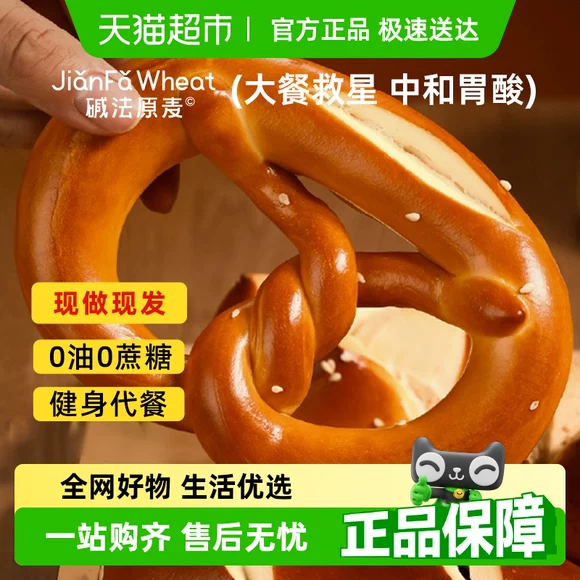 天猫超市 官方正品 极速送达
JiǎnFǎ Wheat
碱法原麦©
(大餐救星 中和胃酸)
现做现发
0油0蔗糖
健身代餐
全网好物 生活优选
一站购齐 售后无忧
正品保障